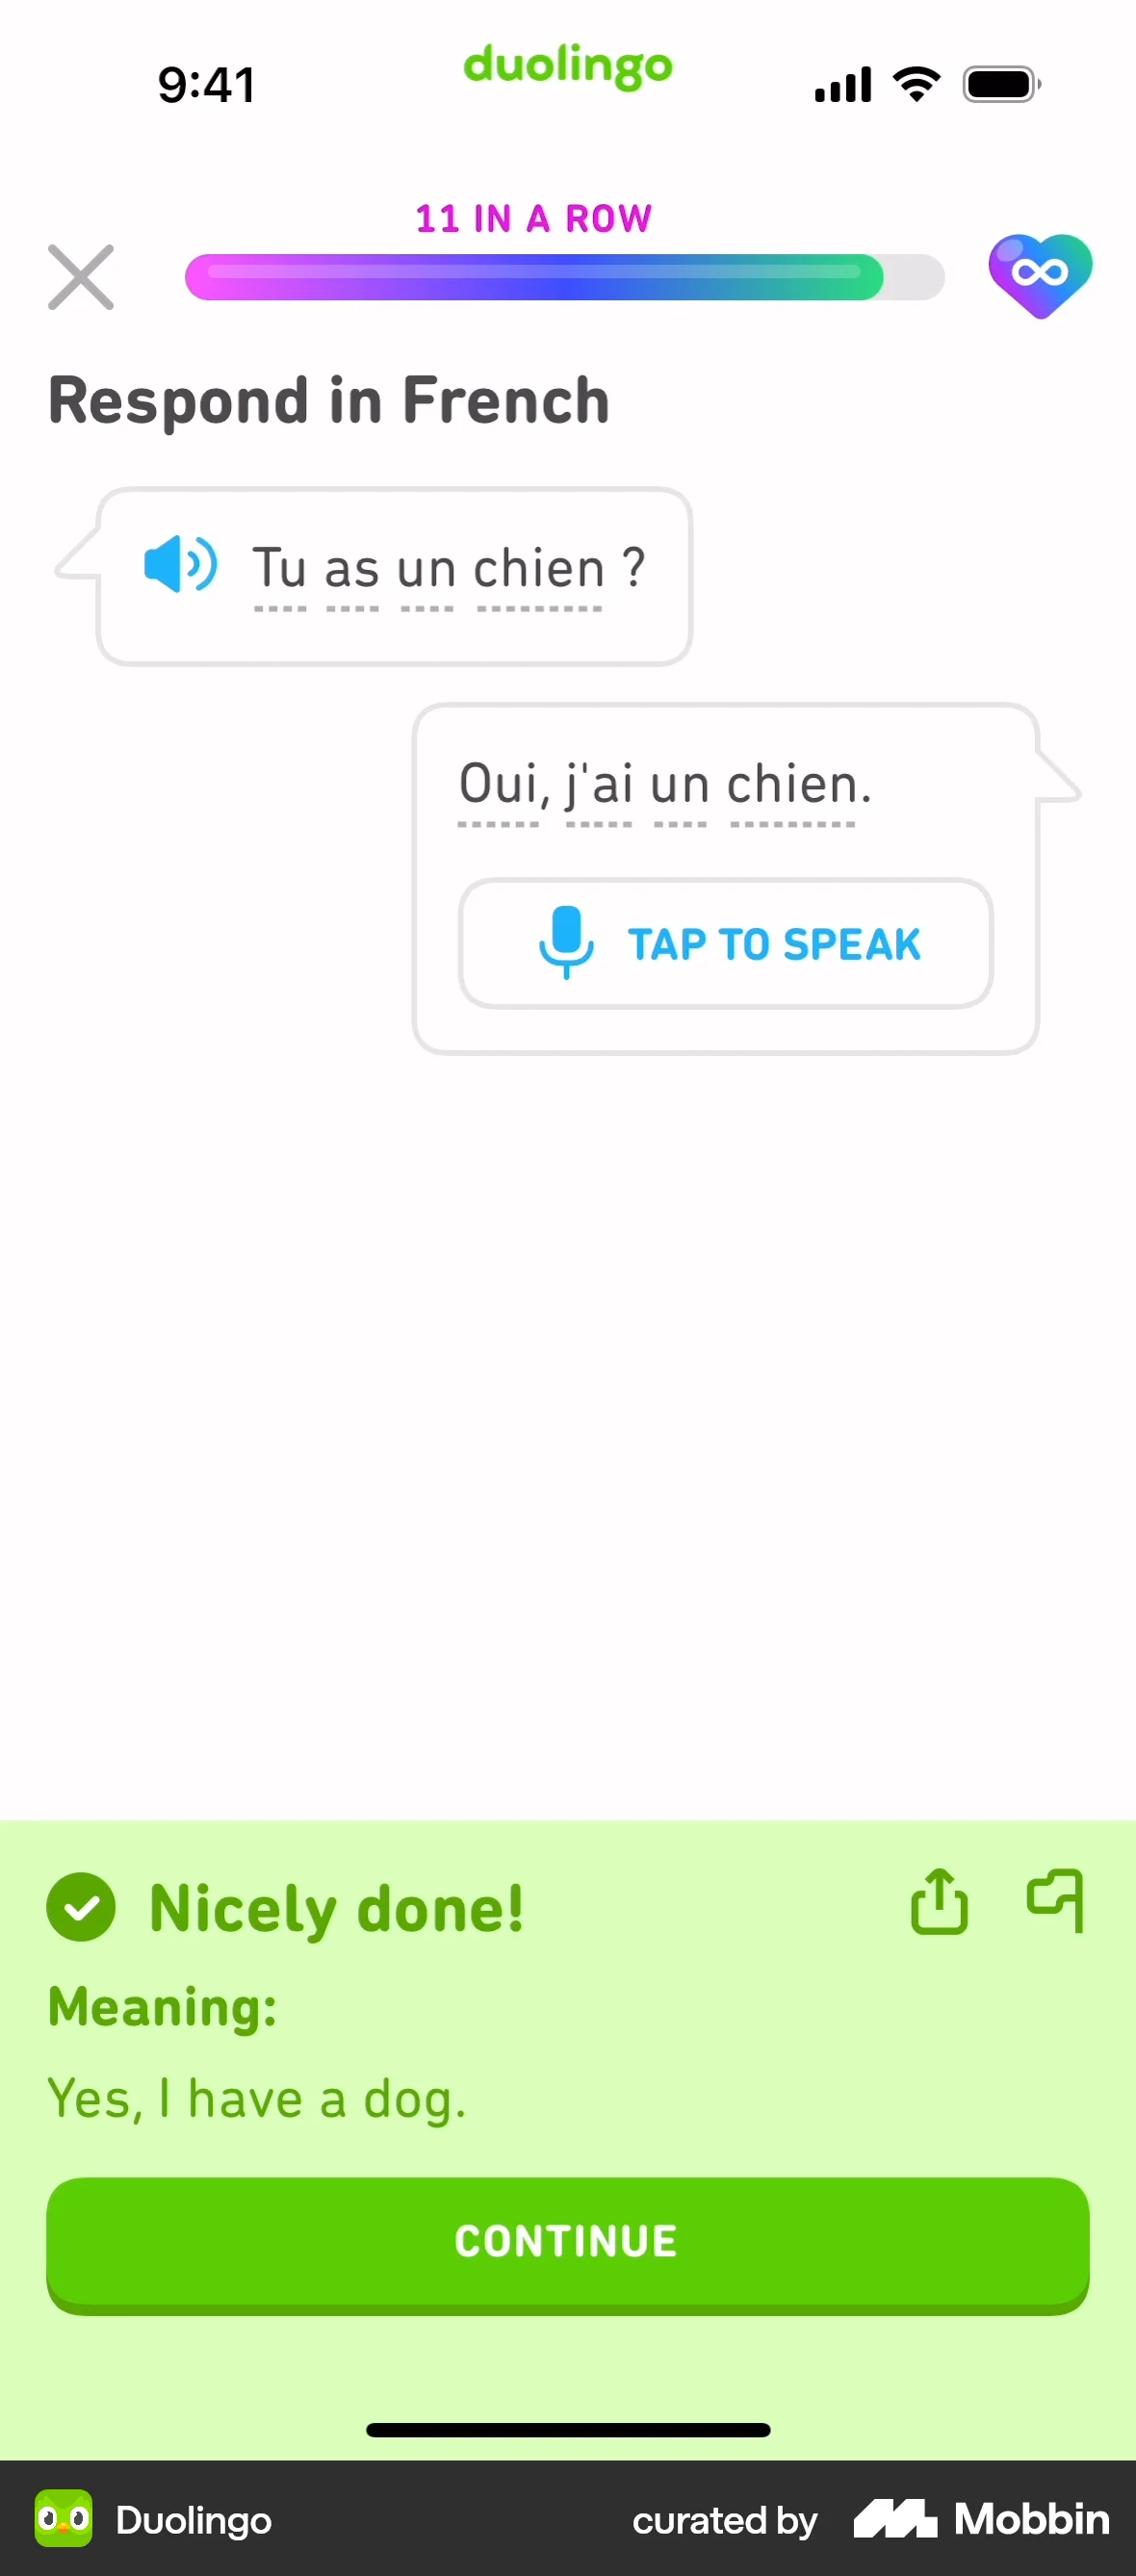 9:41
duolingo
11 IN A ROW
Respond in French
Tu as un chien ?
Oui, j'ai un chien.
TAP TO SPEAK
Nicely done!
Meaning:
Yes, I have a dog.
CONTINUE
Duolingo
curated by Mobbin